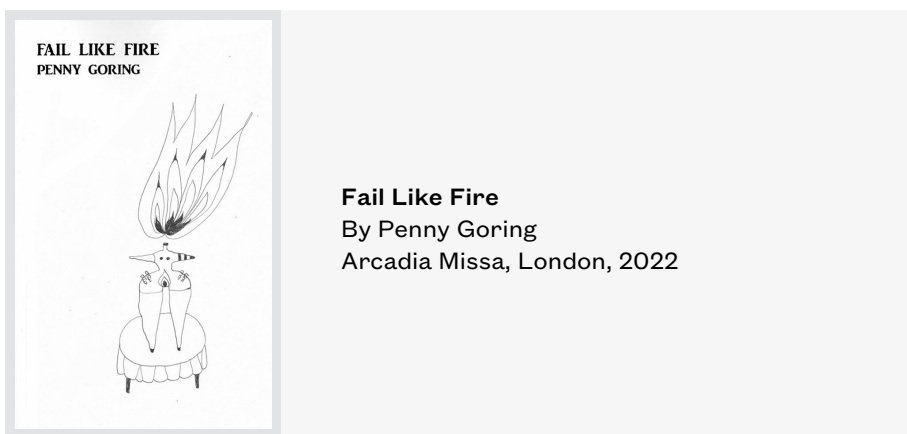 FAIL LIKE FIRE
PENNY GORING
Fail Like Fire
By Penny Goring
Arcadia Missa, London, 2022